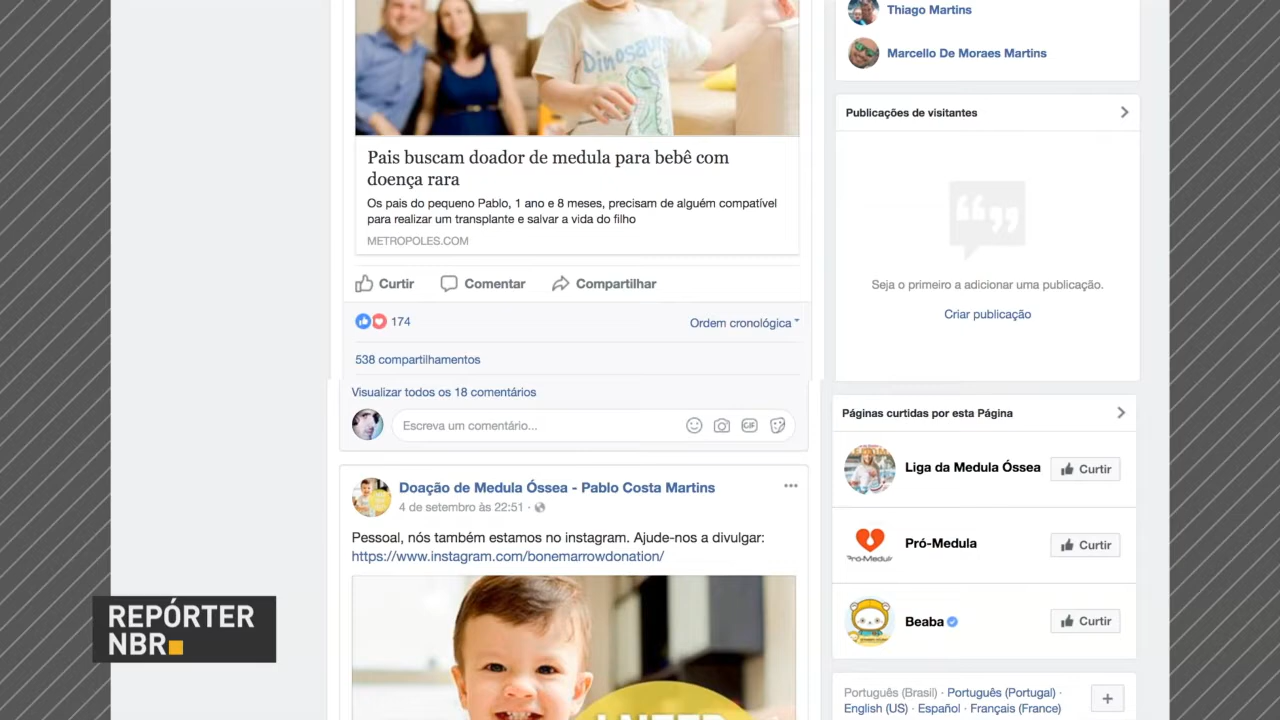 Thiago Martins
Marcello De Moraes Martins
Dinosaurs
Publicações de visitantes
Pais buscam doador de medula para bebê com
doença rara
Os pais do pequeno Pablo, 1 ano e 8 meses, precisam de alguém compatível
para realizar um transplante e salvar a vida do filho
METROPOLES.COM
Seja o primeiro a adicionar uma publicação.
Criar publicação
Curtir Comentar Compartilhar
174
Ordem cronológica
538 compartilhamentos
Visualizar todos os 18 comentários
Escreva um comentário...
GIF
Páginas curtidas por esta Página
Liga da Medula Óssea
Curtir
Pró-Medula
Pró-Medula
Curtir
Beaba
Curtir
Doação de Medula Óssea - Pablo Costa Martins
4 de setembro às 22:51 ·
Pessoal, nós também estamos no instagram. Ajude-nos a divulgar:
https://www.instagram.com/bonemarrowdonation/
REPÓRTER
NBR
Português (Brasil) · Português (Portugal) ·
English (US) · Español · Français (France)